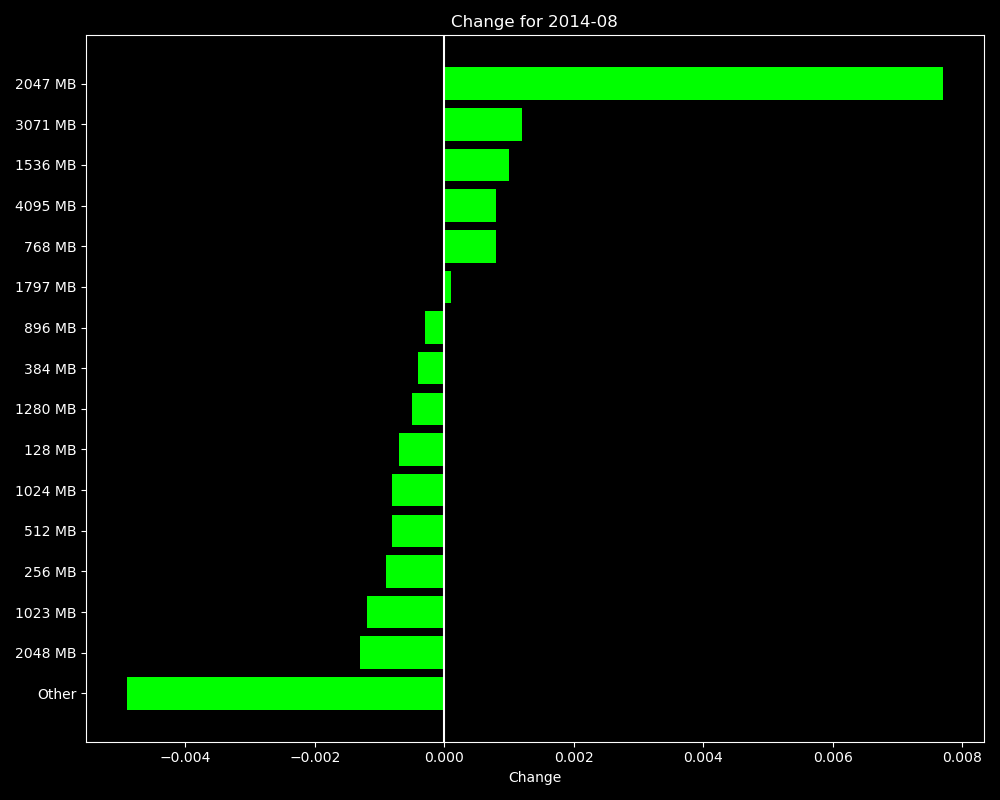 Change for 2014-08
2047 MB
3071 MB
1536 MB
4095 MB
768 MB
1797 MB
896 MB
384 MB
1280 MB
128 MB
1024 MB
512 MB
256 MB
1023 MB
2048 MB
Other
−0.004 −0.002 0.000 0.002 0.004 0.006 0.008
Change